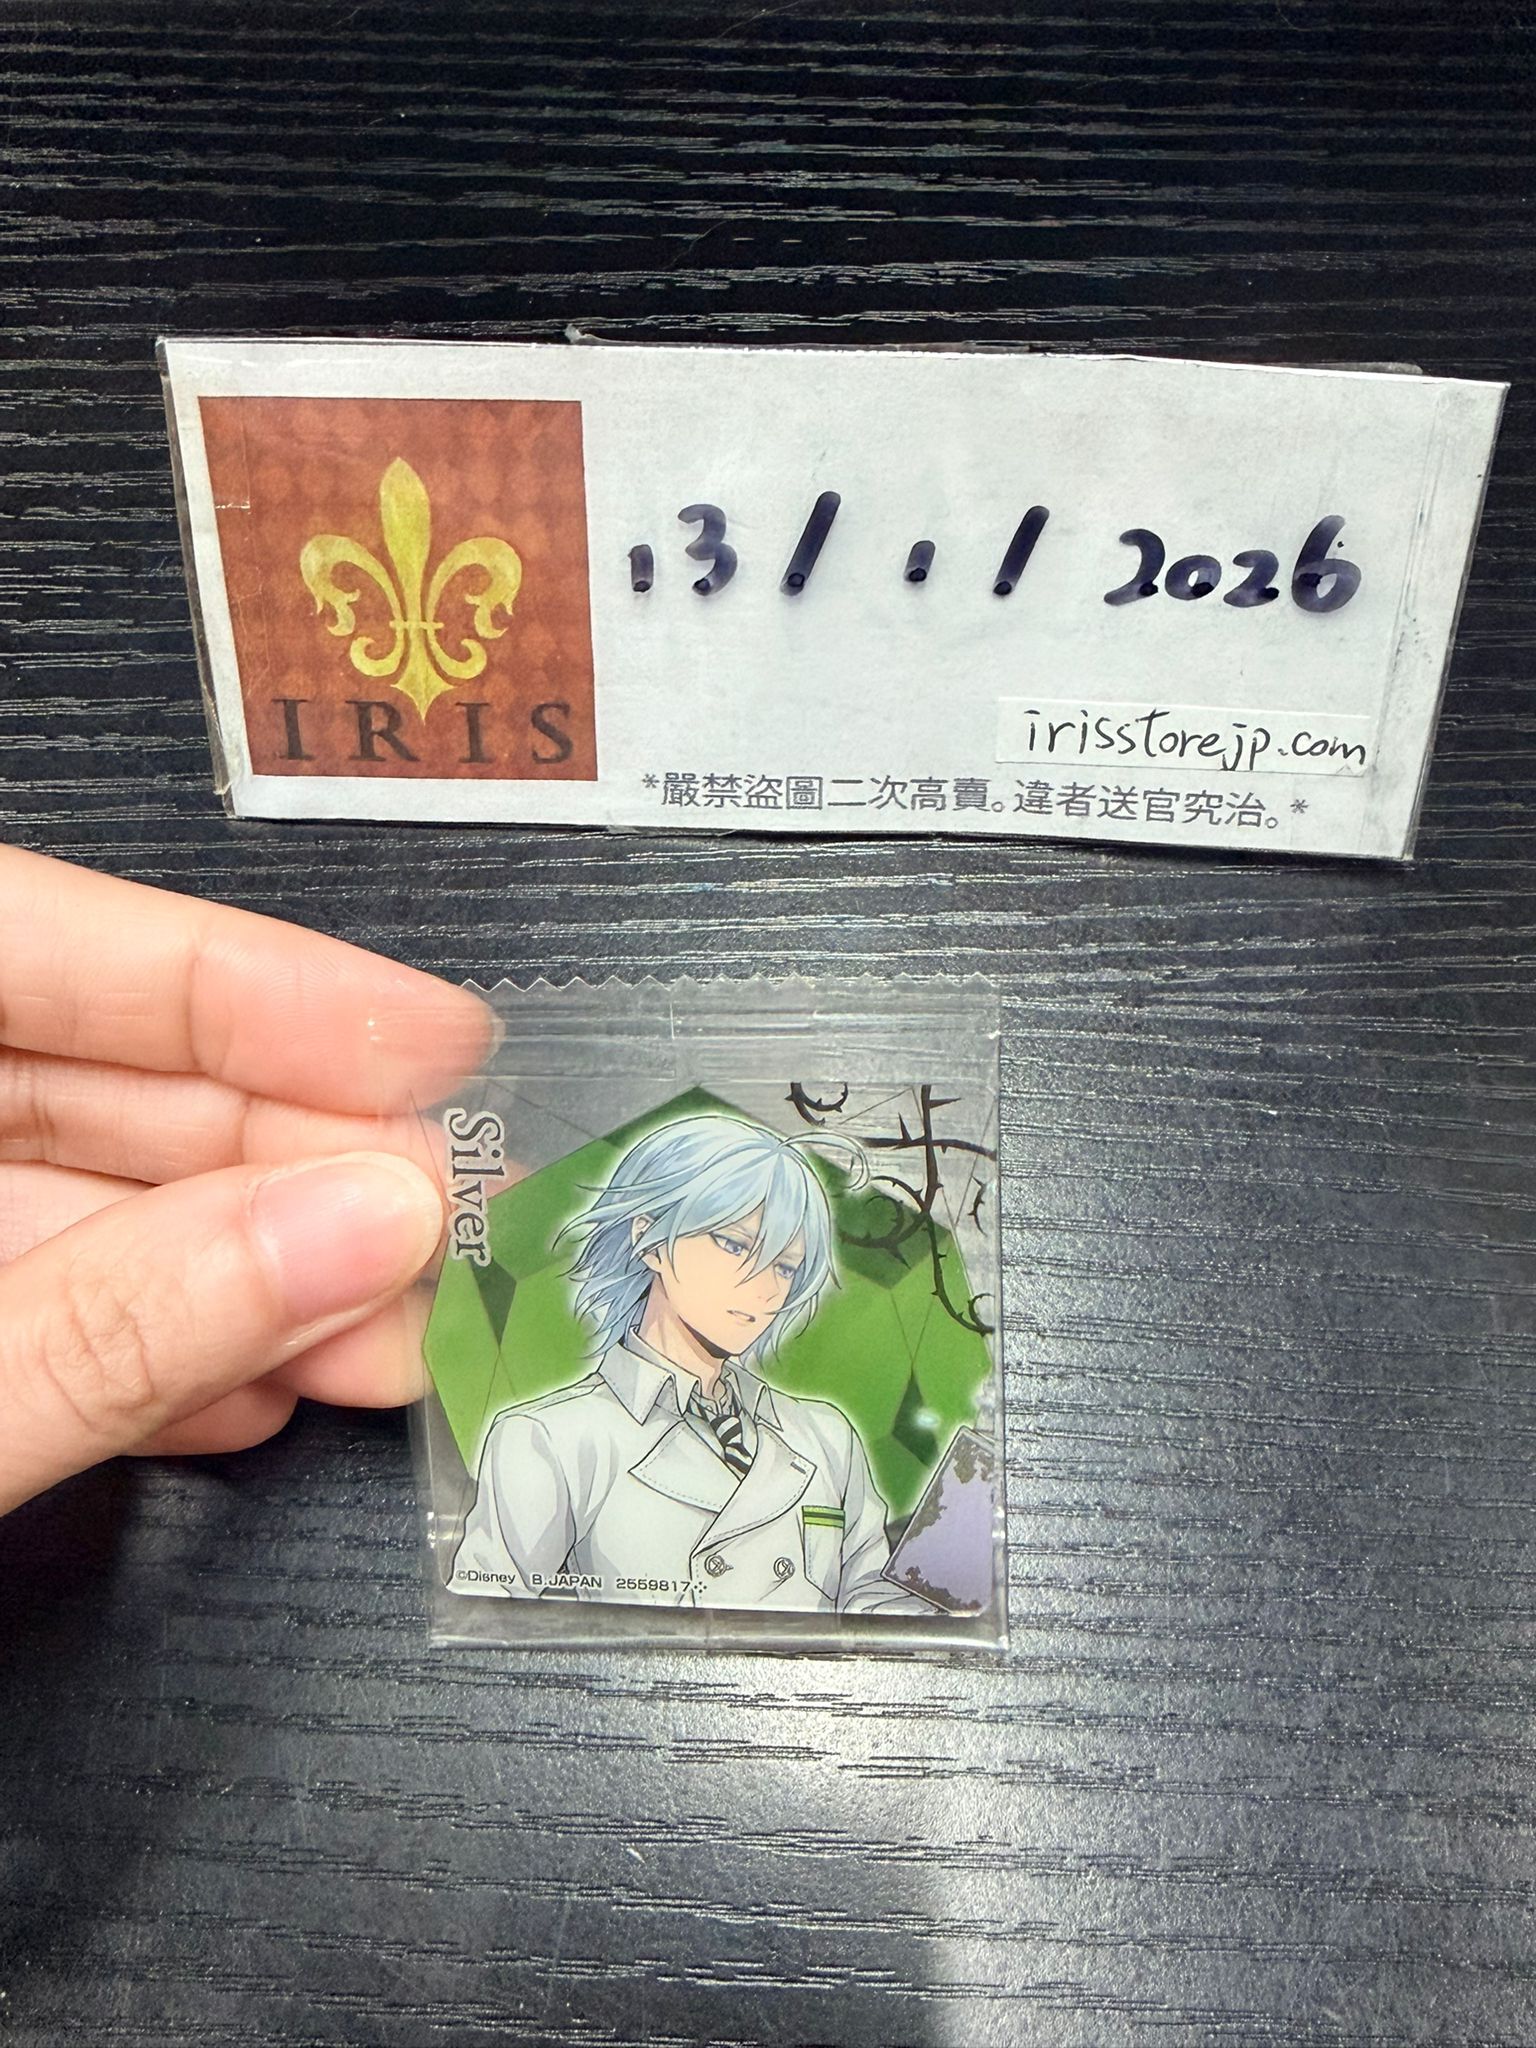 IRIS
13/1/2026
irisstorejp.com
*嚴禁盜圖二次高賣。違者送官究治。*
Silver
©Disney B.JAPAN 2559817